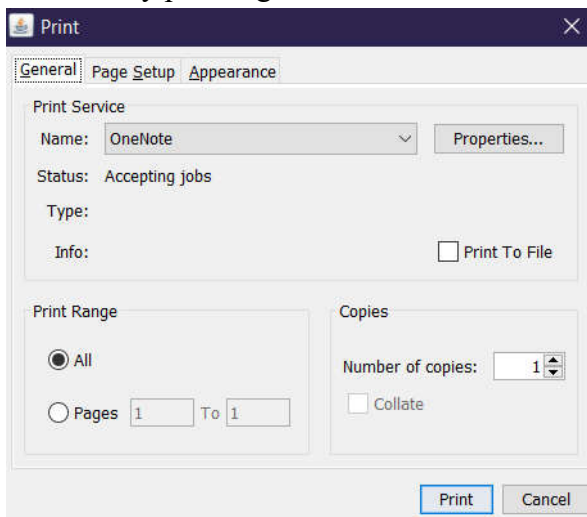 Print
General Page Setup Appearance
Print Service
Name: OneNote Properties...
Status: Accepting jobs
Type:
Info: Print To File
Print Range
All
Pages 1 To 1
Copies
Number of copies: 1
Collate
Print Cancel